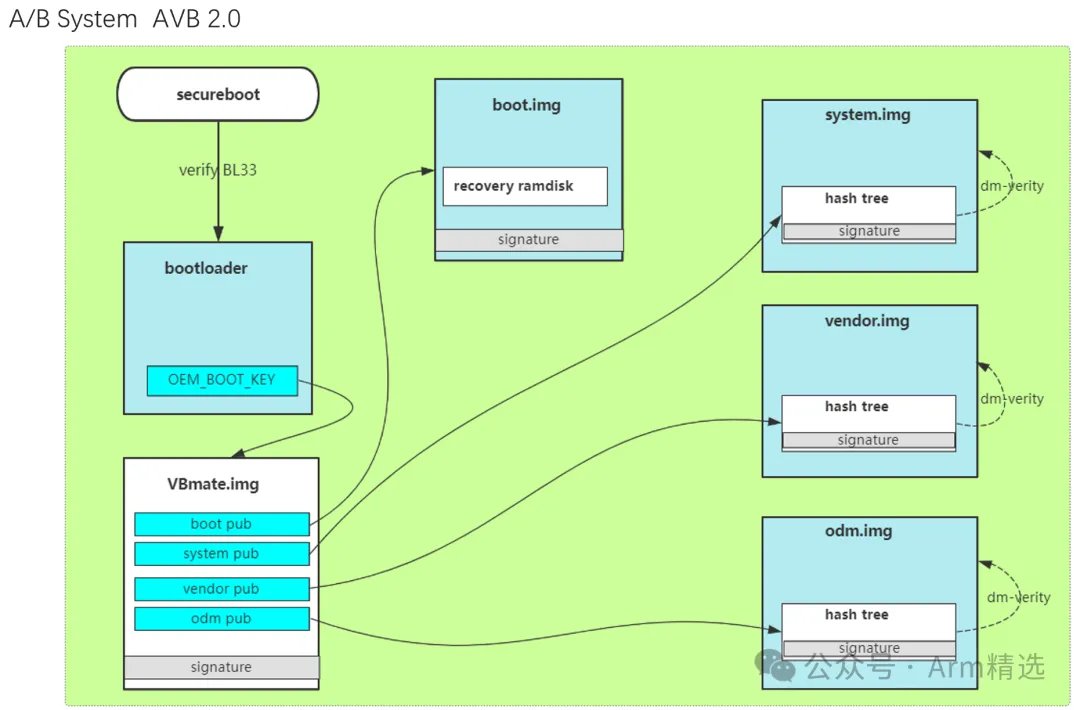 A/B System AVB 2.0
secureboot
verify BL33
bootloader
OEM_BOOT_KEY
VBmate.img
boot pub
system pub
vendor pub
odm pub
signature
boot.img
recovery ramdisk
signature
system.img
hash tree
signature
dm-verity
vendor.img
hash tree
signature
dm-verity
odm.img
hash tree
signature
dm-verity
公众号 · Arm精选